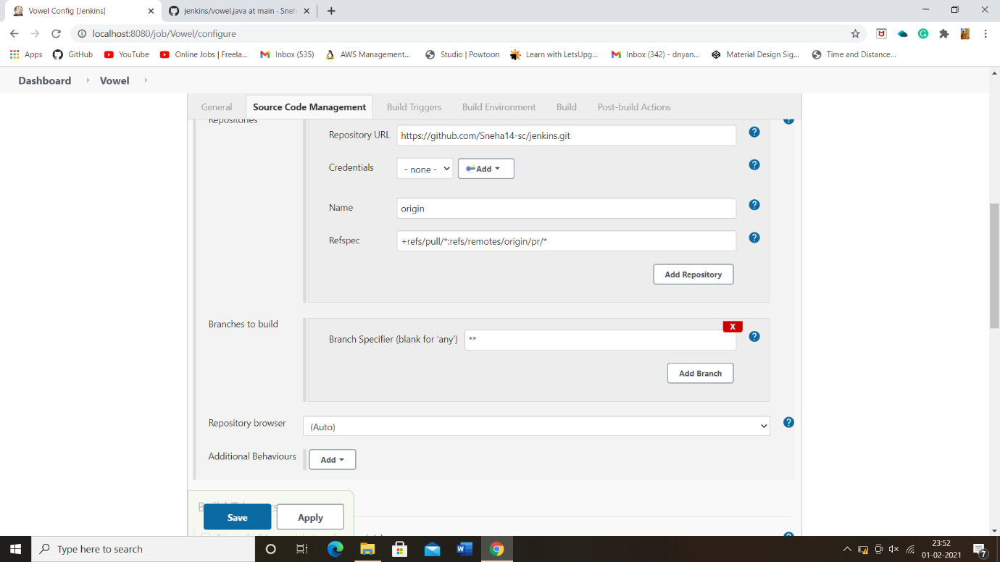 Vowel Config [Jenkins]
jenkins/vowel.java at main · Sneh
localhost:8080/job/Vowel/configure
Apps
GitHub
YouTube
Online Jobs | Freela...
Inbox (535)
AWS Management...
Studio | Powtoon
Learn with LetsUpg...
Inbox (342) - dnyan...
Material Design Sig...
Time and Distance...
Dashboard
Vowel
General
Source Code Management
Build Triggers
Build Environment
Build
Post-build Actions
Repositories
Repository URL
https://github.com/Sneha14-sc/jenkins.git
?
Credentials
- none -
Add
?
Name
origin
?
Refspec
+refs/pull/*:refs/remotes/origin/pr/*
?
Add Repository
Branches to build
X
Branch Specifier (blank for 'any')
**
?
Add Branch
Repository browser
(Auto)
?
Additional Behaviours
Add
Build Triggers
Save
Apply
Type here to search
23:52
01-02-2021
7